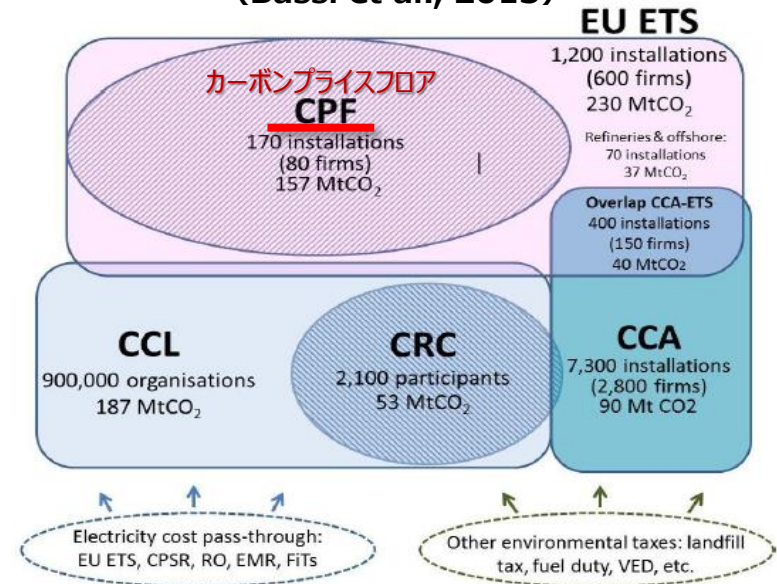 (Bassi et al., 2013)
EU ETS
1,200 installations
(600 firms)
230 MtCO₂
Refineries & offshore:
70 installations
37 MtCO₂
カーボンプライスフロア
CPF
170 installations
(80 firms)
157 MtCO₂
Overlap CCA-ETS
400 installations
(150 firms)
40 MtCO2
CCL
900,000 organisations
187 MtCO₂
CRC
2,100 participants
53 MtCO₂
CCA
7,300 installations
(2,800 firms)
90 Mt CO2
Electricity cost pass-through:
EU ETS, CPSR, RO, EMR, FiTs
Other environmental taxes: landfill
tax, fuel duty, VED, etc.